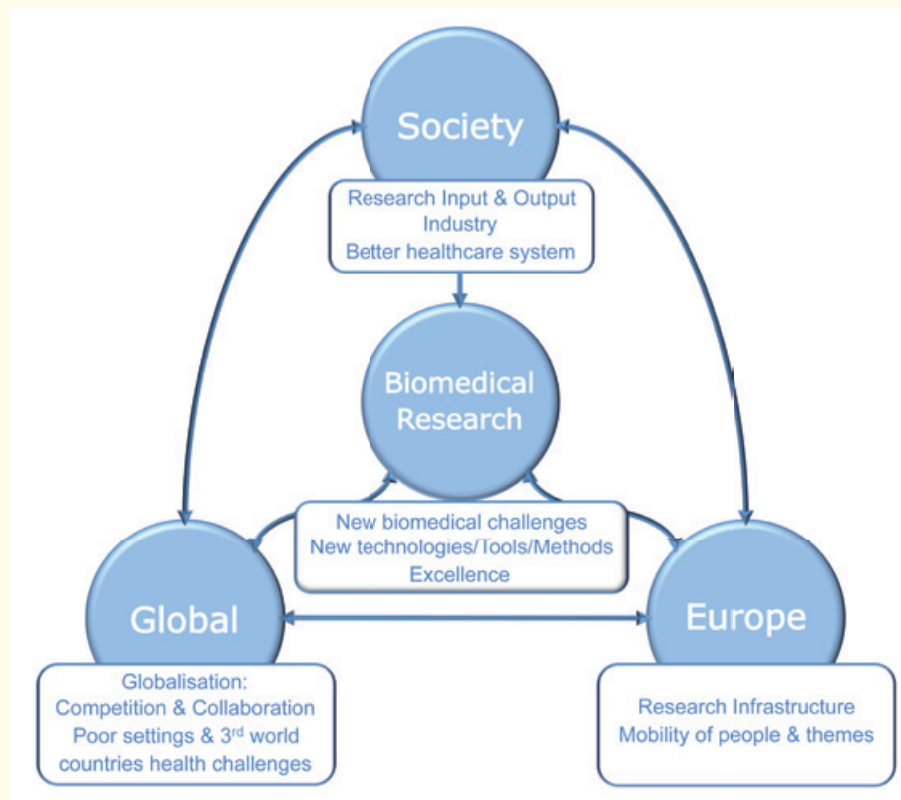 Society
Research Input & Output
Industry
Better healthcare system
Biomedical
Research
New biomedical challenges
New technologies/Tools/Methods
Excellence
Global
Globalisation:
Competition & Collaboration
Poor settings & 3rd world
countries health challenges
Europe
Research Infrastructure
Mobility of people & themes